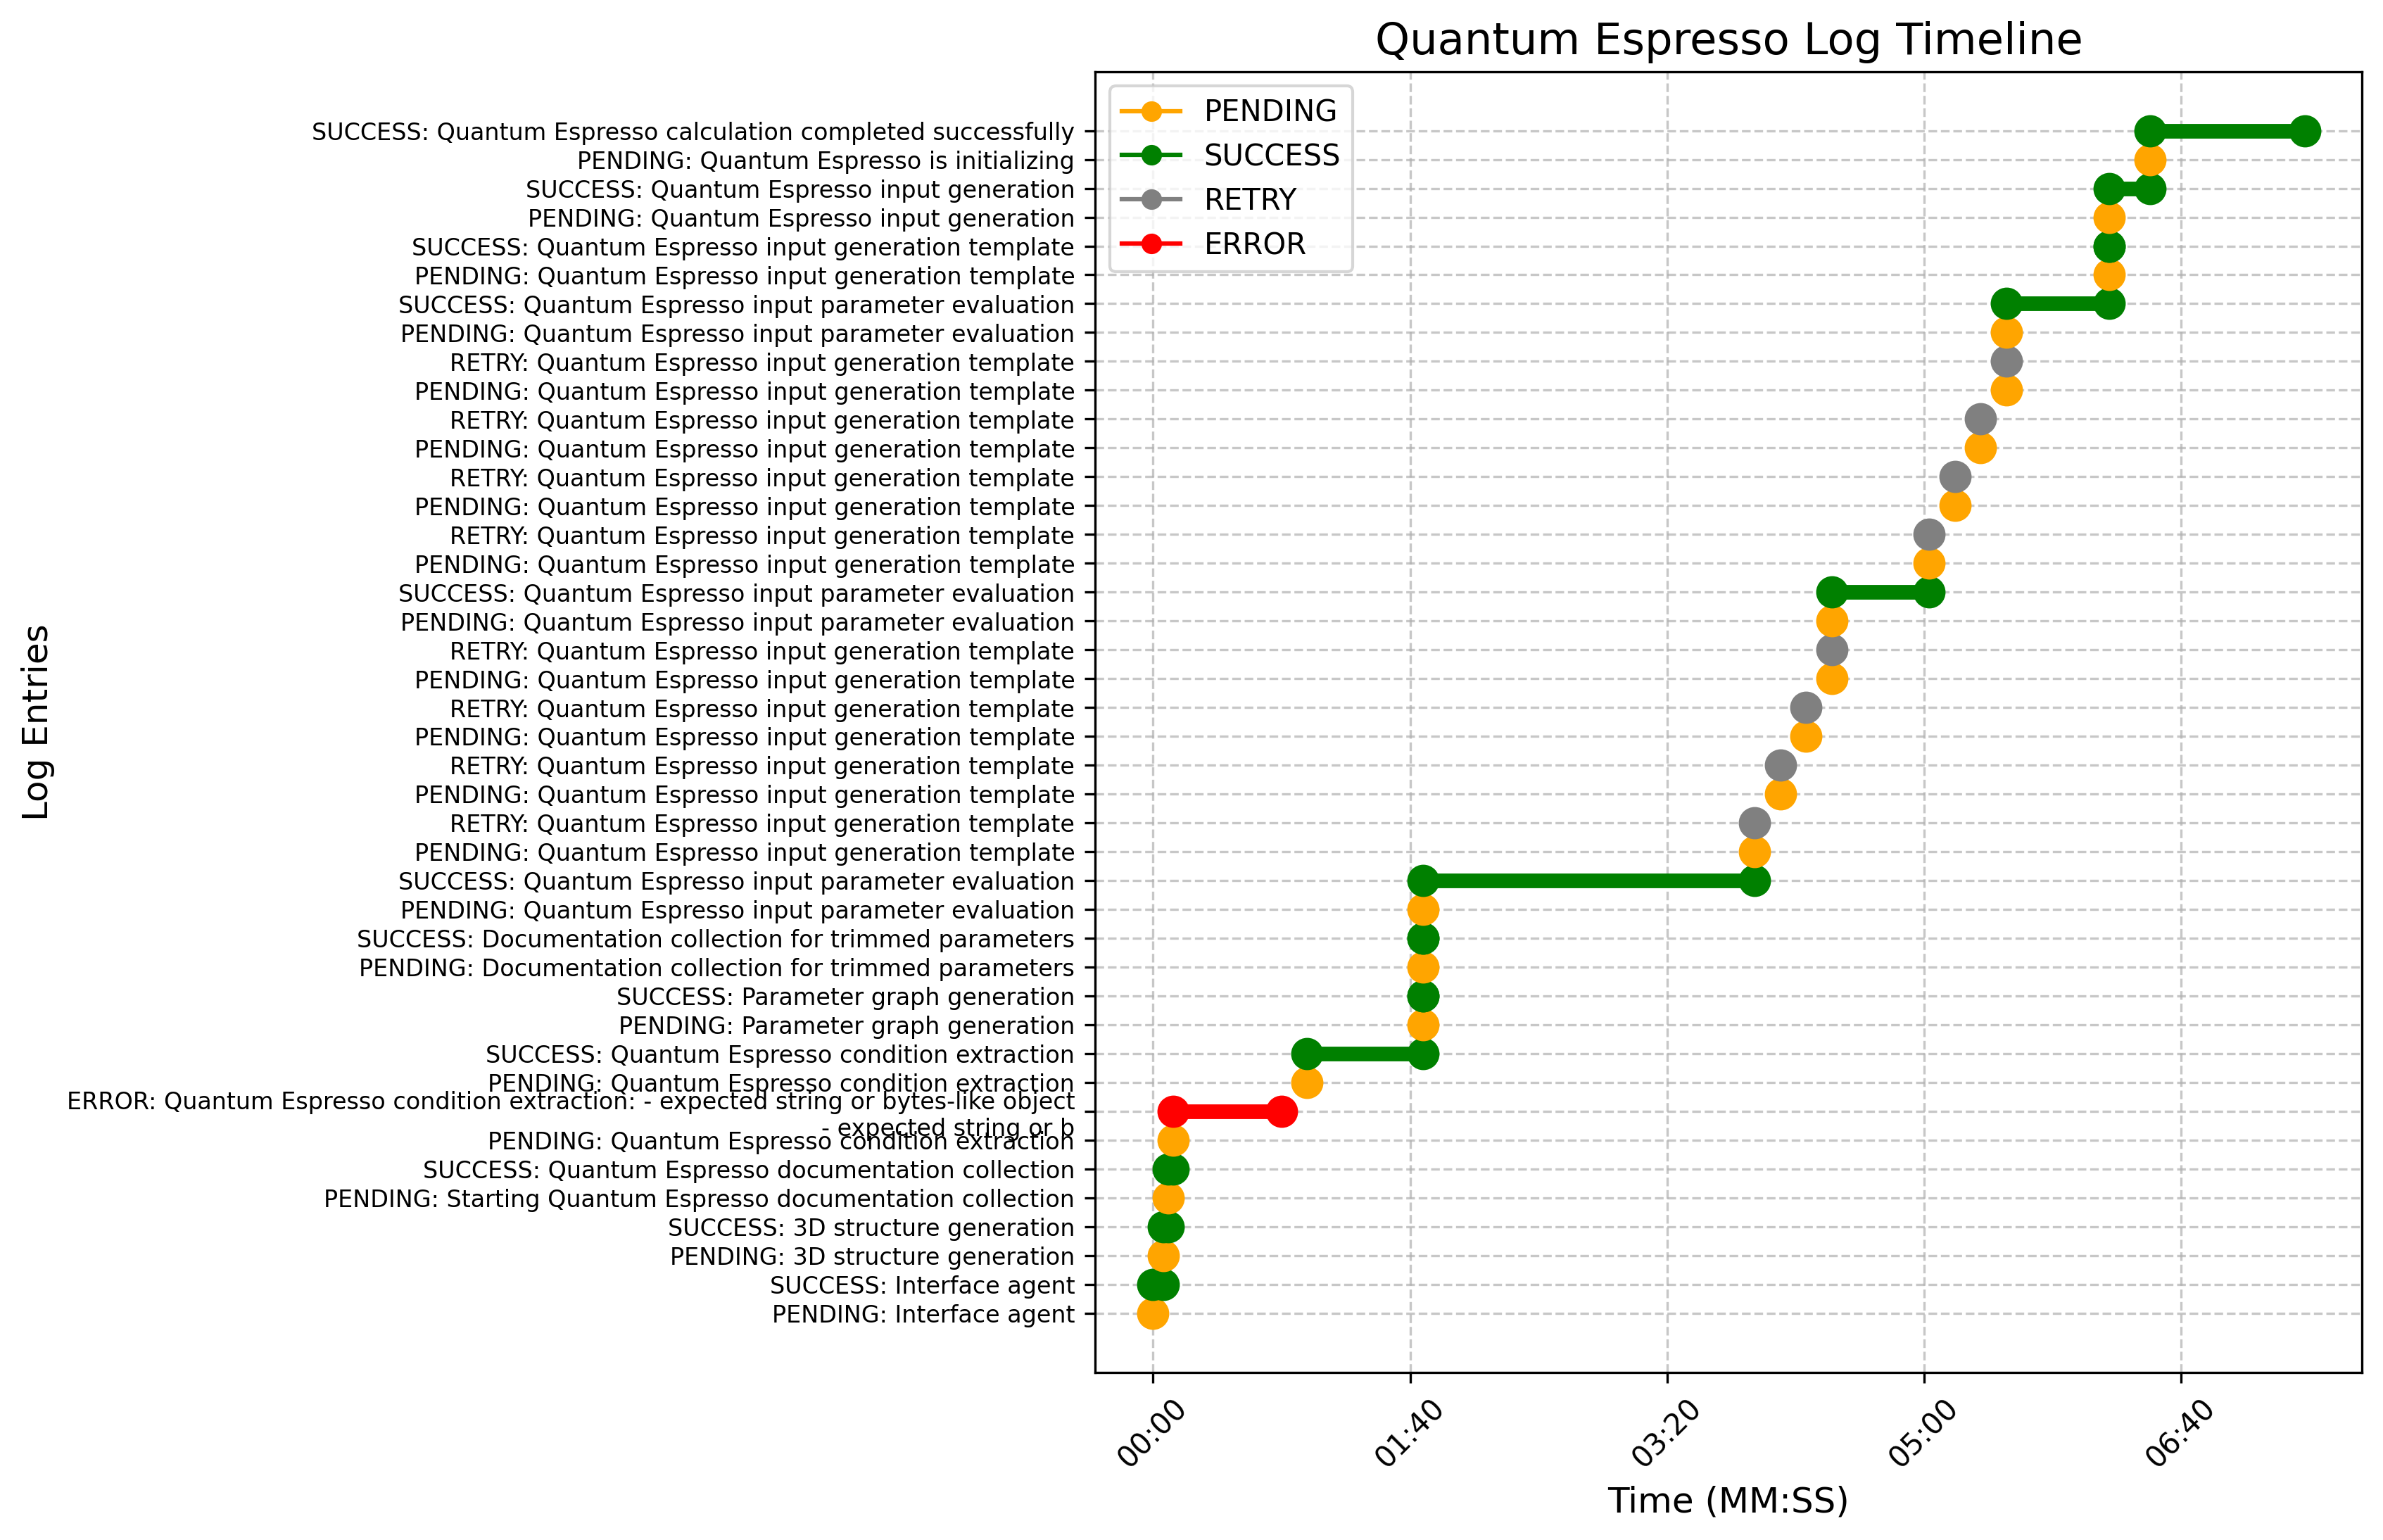 Quantum Espresso Log Timeline
PENDING
SUCCESS
RETRY
ERROR
SUCCESS: Quantum Espresso calculation completed successfully
PENDING: Quantum Espresso is initializing
SUCCESS: Quantum Espresso input generation
PENDING: Quantum Espresso input generation
SUCCESS: Quantum Espresso input generation template
PENDING: Quantum Espresso input generation template
SUCCESS: Quantum Espresso input parameter evaluation
PENDING: Quantum Espresso input parameter evaluation
RETRY: Quantum Espresso input generation template
PENDING: Quantum Espresso input generation template
RETRY: Quantum Espresso input generation template
PENDING: Quantum Espresso input generation template
RETRY: Quantum Espresso input generation template
PENDING: Quantum Espresso input generation template
RETRY: Quantum Espresso input generation template
PENDING: Quantum Espresso input generation template
SUCCESS: Quantum Espresso input parameter evaluation
PENDING: Quantum Espresso input parameter evaluation
RETRY: Quantum Espresso input generation template
PENDING: Quantum Espresso input generation template
RETRY: Quantum Espresso input generation template
PENDING: Quantum Espresso input generation template
RETRY: Quantum Espresso input generation template
PENDING: Quantum Espresso input generation template
RETRY: Quantum Espresso input generation template
PENDING: Quantum Espresso input generation template
SUCCESS: Quantum Espresso input parameter evaluation
PENDING: Quantum Espresso input parameter evaluation
SUCCESS: Documentation collection for trimmed parameters
PENDING: Documentation collection for trimmed parameters
SUCCESS: Parameter graph generation
PENDING: Parameter graph generation
SUCCESS: Quantum Espresso condition extraction
PENDING: Quantum Espresso condition extraction
ERROR: Quantum Espresso condition extraction: - expected string or bytes-like object
- expected string or b
PENDING: Quantum Espresso condition extraction
SUCCESS: Quantum Espresso documentation collection
PENDING: Starting Quantum Espresso documentation collection
SUCCESS: 3D structure generation
PENDING: 3D structure generation
SUCCESS: Interface agent
PENDING: Interface agent
Log Entries
00:00
01:40
03:20
05:00
06:40
Time (MM:SS)